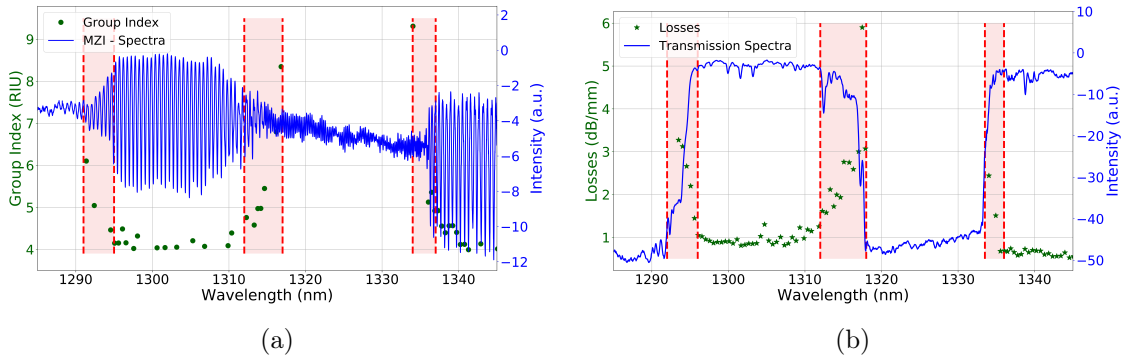 Group Index
MZI - Spectra
Group Index (RIU)
9
8
7
6
5
4
2
0
−2
−4
−6
−8
−10
−12
Intensity (a.u.)
1290 1300 1310 1320 1330 1340
Wavelength (nm)
(a)
Losses
Transmission Spectra
Losses (dB/mm)
6
5
4
3
2
1
10
0
−10
−20
−30
−40
−50
Intensity (a.u.)
1290 1300 1310 1320 1330 1340
Wavelength (nm)
(b)